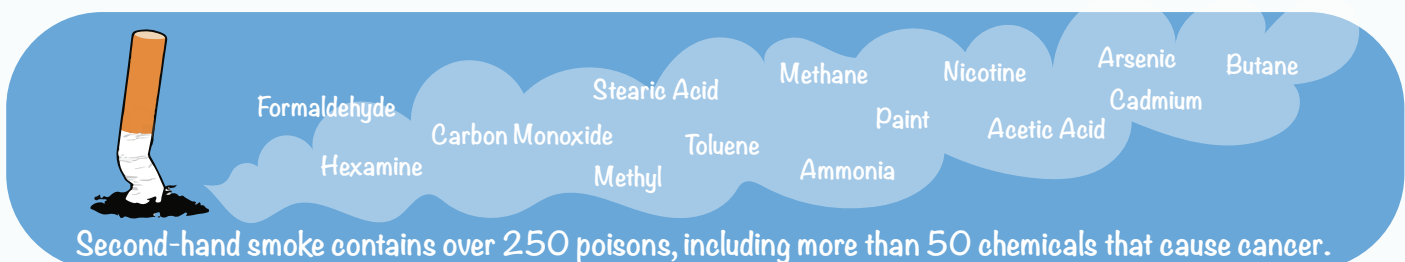 Formaldehyde
Hexamine
Carbon Monoxide
Stearic Acid
Methyl
Toluene
Methane
Ammonia
Paint
Nicotine
Acetic Acid
Arsenic
Cadmium
Butane
Second-hand smoke contains over 250 poisons, including more than 50 chemicals that cause cancer.